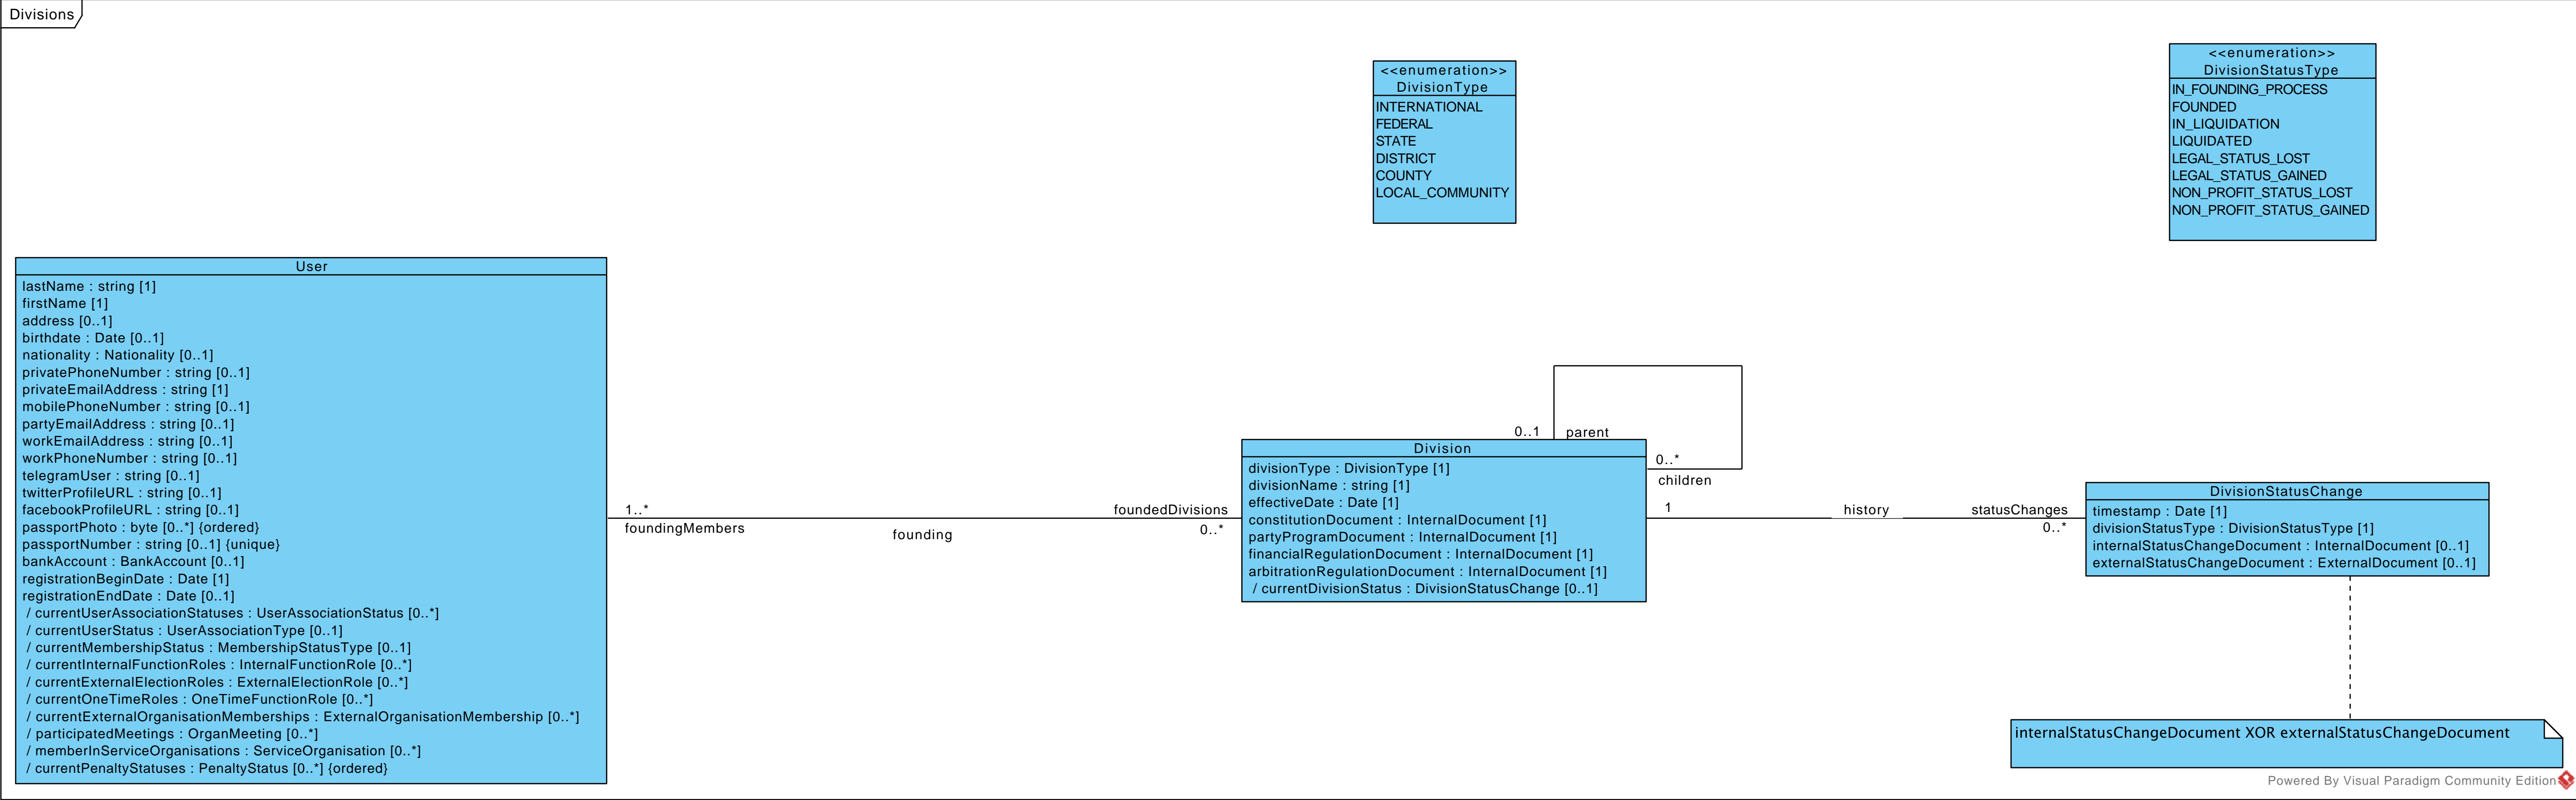 Divisions
<<enumeration>>
DivisionType
INTERNATIONAL
FEDERAL
STATE
DISTRICT
COUNTY
LOCAL_COMMUNITY
<<enumeration>>
DivisionStatusType
IN_FOUNDING_PROCESS
FOUNDED
IN_LIQUIDATION
LIQUIDATED
LEGAL_STATUS_LOST
LEGAL_STATUS_GAINED
NON_PROFIT_STATUS_LOST
NON_PROFIT_STATUS_GAINED
User
lastName : string [1]
firstName [1]
address [0..1]
birthdate : Date [0..1]
nationality : Nationality [0..1]
privatePhoneNumber : string [0..1]
privateEmailAddress : string [1]
mobilePhoneNumber : string [0..1]
partyEmailAddress : string [0..1]
workEmailAddress : string [0..1]
workPhoneNumber : string [0..1]
telegramUser : string [0..1]
twitterProfileURL : string [0..1]
facebookProfileURL : string [0..1]
passportPhoto : byte [0..*] {ordered}
passportNumber : string [0..1] {unique}
bankAccount : BankAccount [0..1]
registrationBeginDate : Date [1]
registrationEndDate : Date [0..1]
/ currentUserAssociationStatuses : UserAssociationStatus [0..*]
/ currentUserStatus : UserAssociationType [0..1]
/ currentMembershipStatus : MembershipStatusType [0..1]
/ currentInternalFunctionRoles : InternalFunctionRole [0..*]
/ currentExternalElectionRoles : ExternalElectionRole [0..*]
/ currentOneTimeRoles : OneTimeFunctionRole [0..*]
/ currentExternalOrganisationMemberships : ExternalOrganisationMembership [0..*]
/ participatedMeetings : OrganMeeting [0..*]
/ memberInServiceOrganisations : ServiceOrganisation [0..*]
/ currentPenaltyStatuses : PenaltyStatus [0..*] {ordered}
1..*
foundingMembers
founding
foundedDivisions
0..*
0..1
parent
0..*
children
Division
divisionType : DivisionType [1]
divisionName : string [1]
effectiveDate : Date [1]
constitutionDocument : InternalDocument [1]
partyProgramDocument : InternalDocument [1]
financialRegulationDocument : InternalDocument [1]
arbitrationRegulationDocument : InternalDocument [1]
/ currentDivisionStatus : DivisionStatusChange [0..1]
1
history
statusChanges
0..*
DivisionStatusChange
timestamp : Date [1]
divisionStatusType : DivisionStatusType [1]
internalStatusChangeDocument : InternalDocument [0..1]
externalStatusChangeDocument : ExternalDocument [0..1]
internalStatusChangeDocument XOR externalStatusChangeDocument
Powered By Visual Paradigm Community Edition